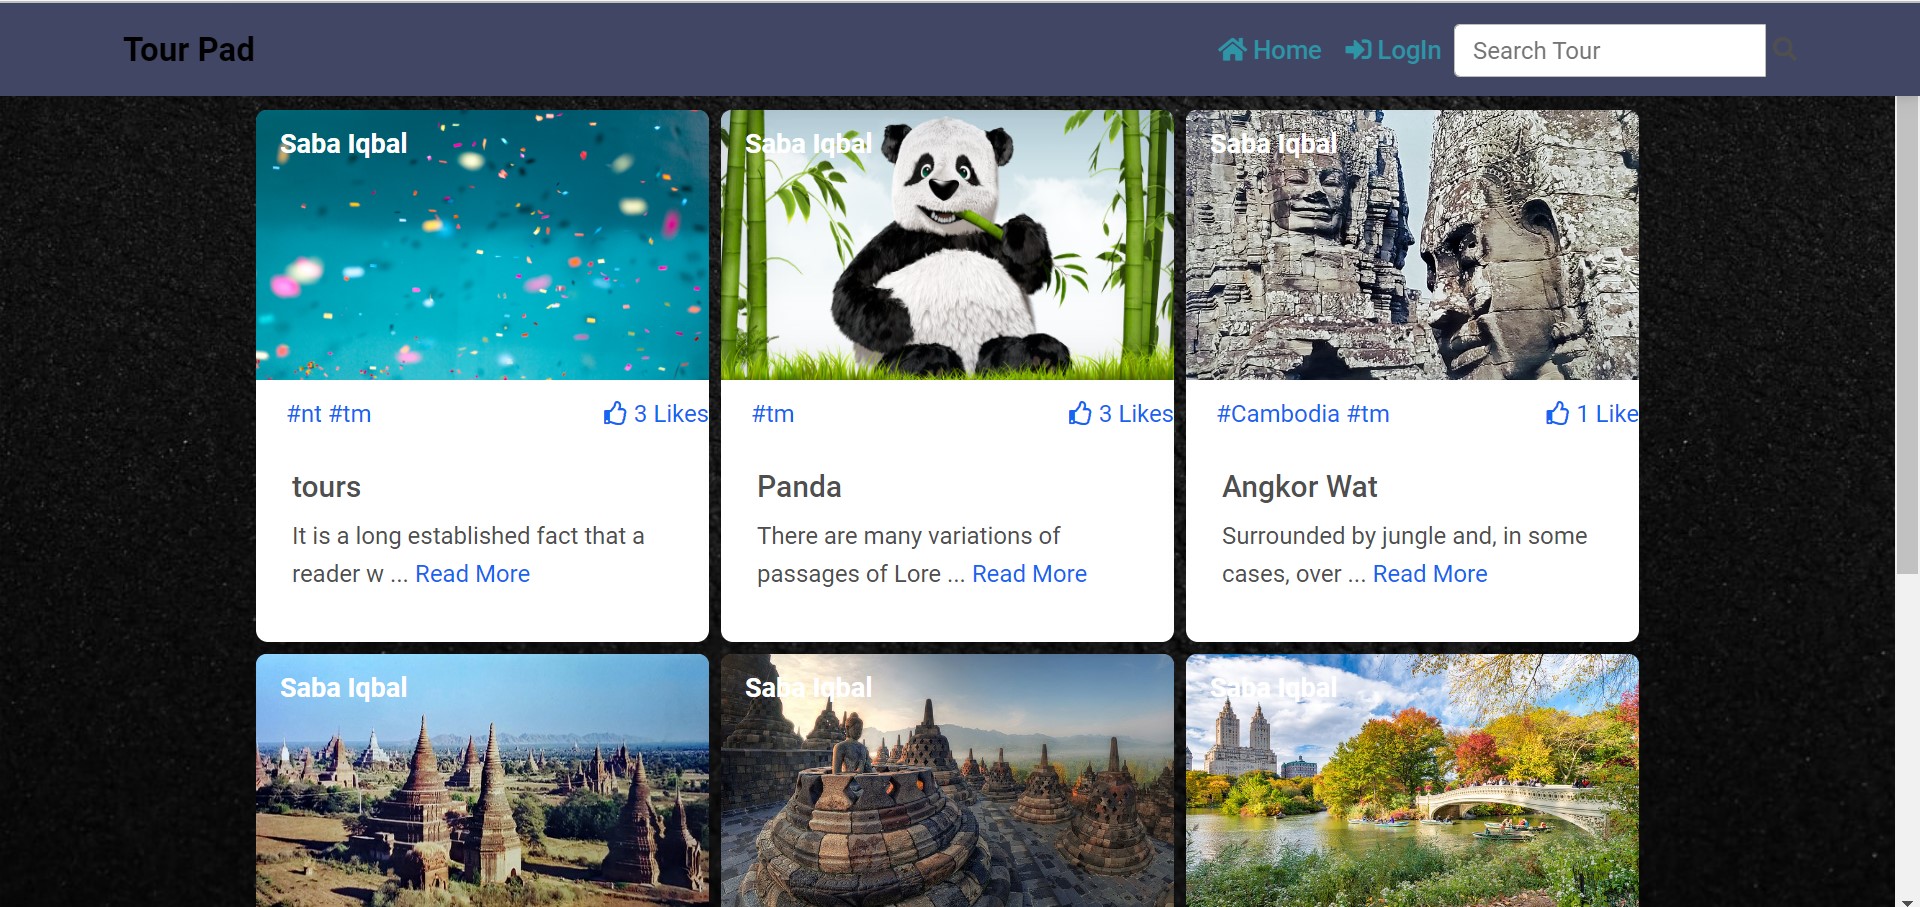 Tour Pad
Home
LogIn
Search Tour
Saba Iqbal
#nt #tm
3 Likes
tours
It is a long established fact that a
reader w ... Read More
Saba Iqbal
#tm
3 Likes
Panda
There are many variations of
passages of Lore ... Read More
Saba Iqbal
#Cambodia #tm
1 Like
Angkor Wat
Surrounded by jungle and, in some
cases, over ... Read More
Saba Iqbal
Saba Iqbal
Saba Iqbal